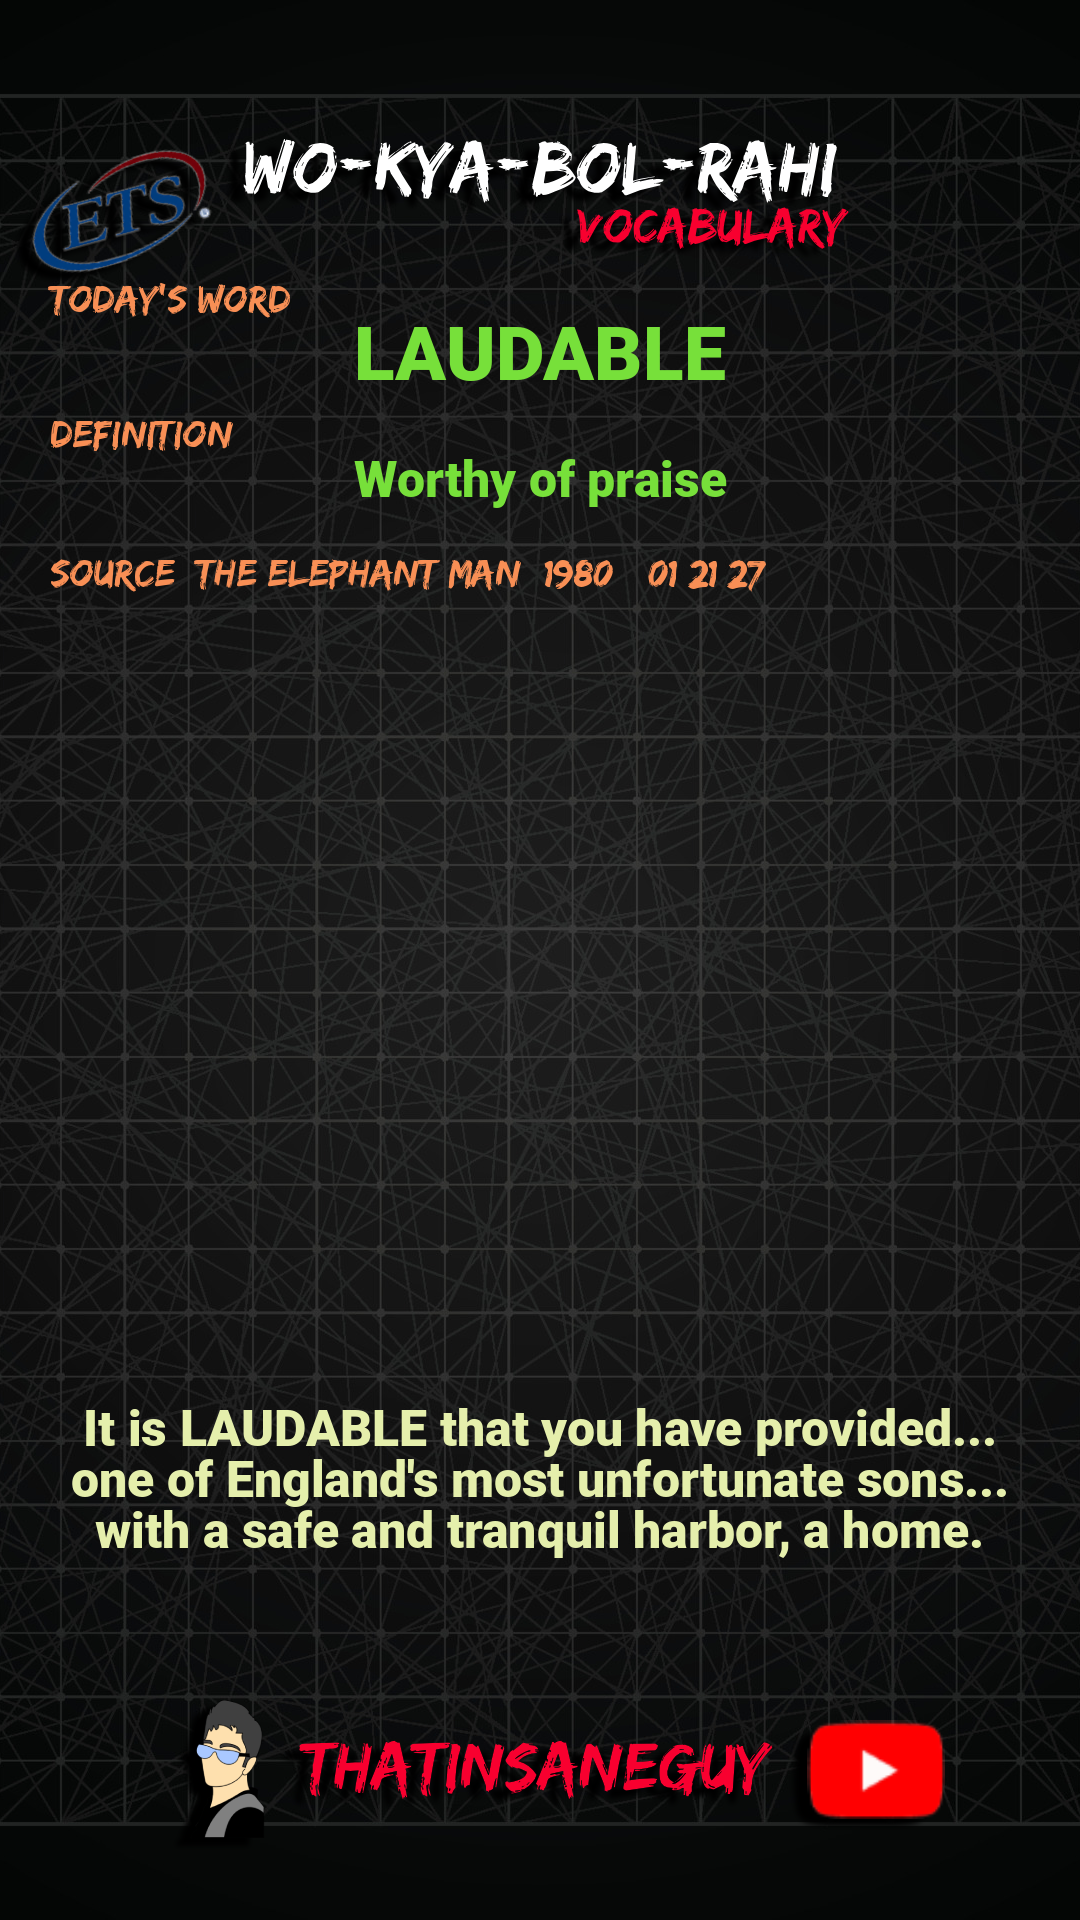 WO-KYA-BOL-RAHI
VOCABULARY
ETS
TODAY'S WORD
LAUDABLE
DEFINITION
Worthy of praise
SOURCE THE ELEPHANT MAN 1980 01 21 27
It is LAUDABLE that you have provided...
one of England's most unfortunate sons...
with a safe and tranquil harbor, a home.
THATINSANEGUY